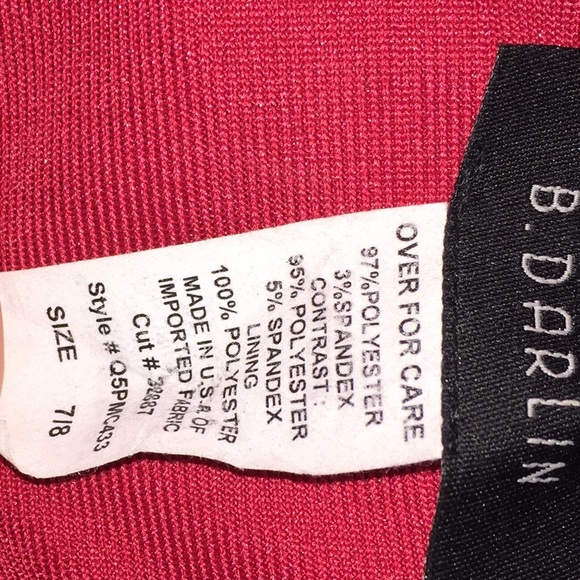 B.DARLIN
OVER FOR CARE
97%POLYESTER
3%SPANDEX
CONTRAST :
95%POLYESTER
5% SPANDEX
LINING
100% POLYESTER
MADE IN U.S.A OF
IMPORTED FABRIC
Cut #
Style # Q5PMC433
SIZE 7/8